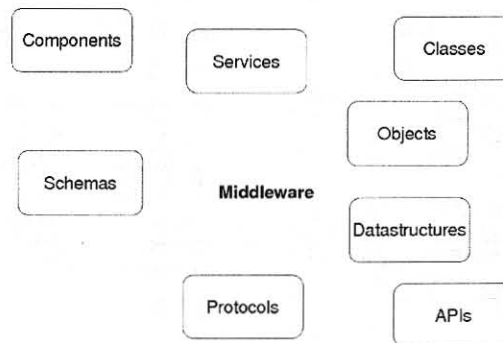 Components
Services
Classes
Objects
Schemas
Middleware
Datastructures
Protocols
APIs